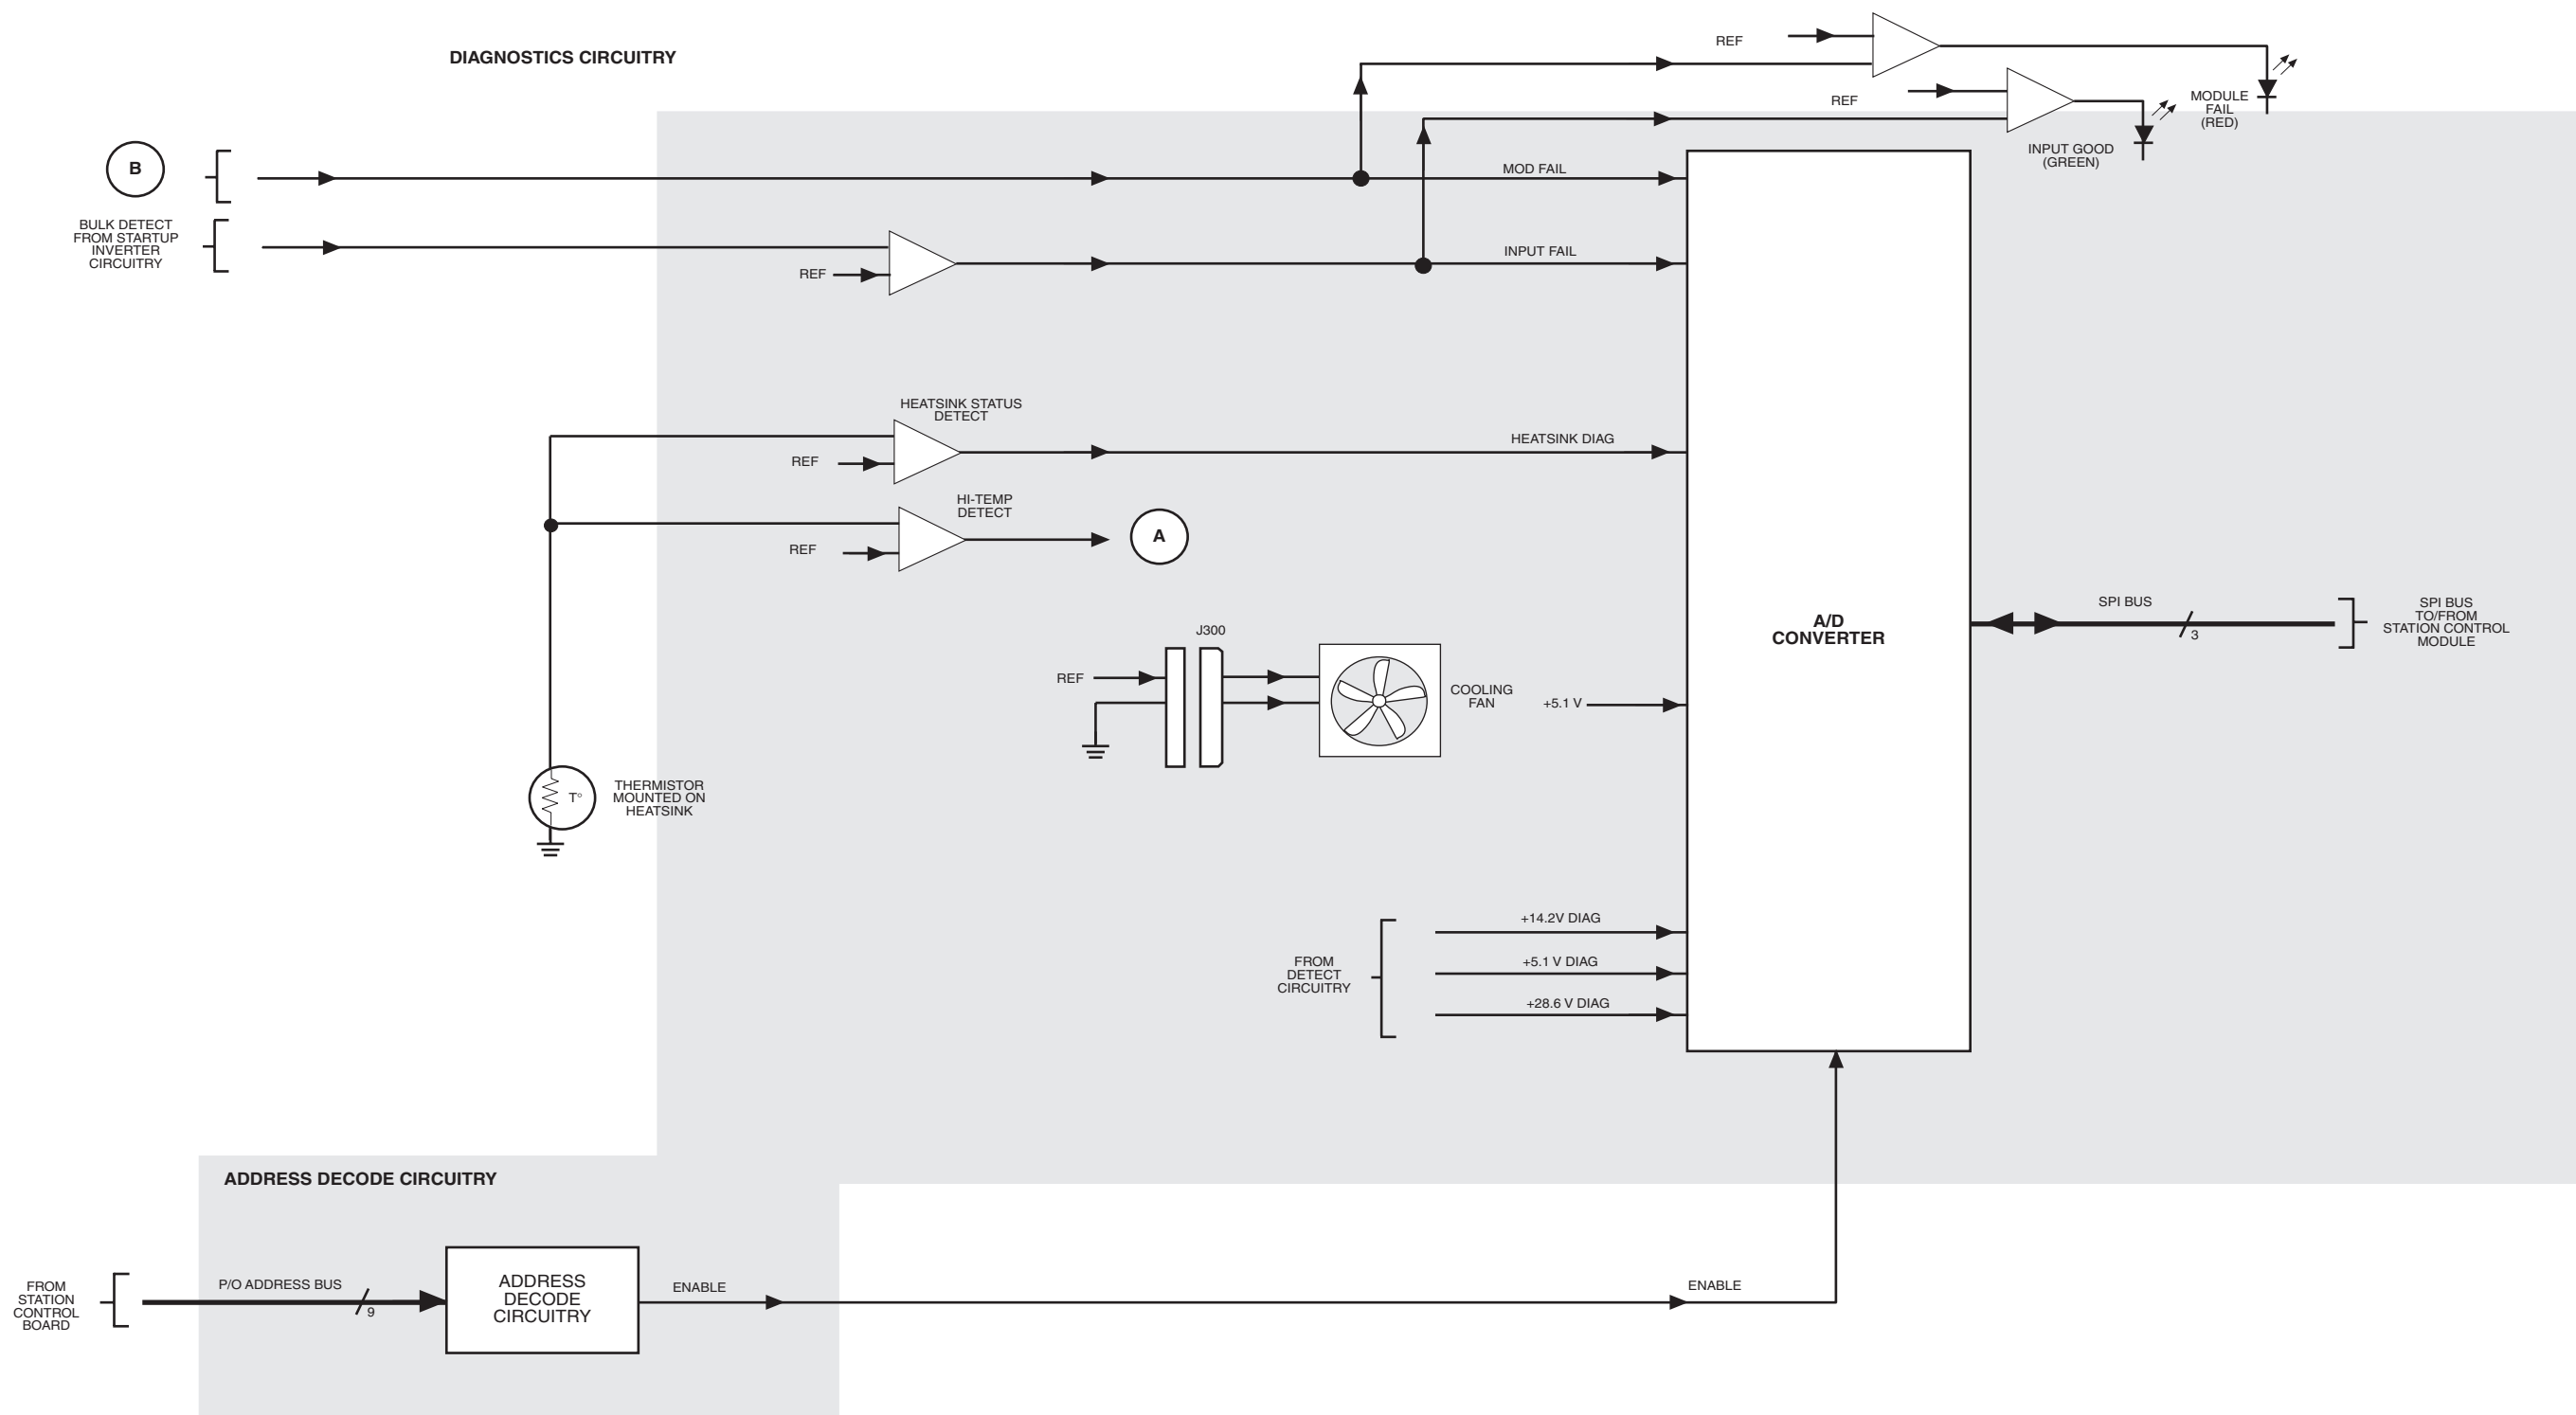 DIAGNOSTICS CIRCUITRY
REF
REF
MODULE
FAIL
(RED)
INPUT GOOD
(GREEN)
B
MOD FAIL
BULK DETECT
FROM STARTUP
INVERTER
CIRCUITRY
REF
INPUT FAIL
HEATSINK STATUS
DETECT
REF
HEATSINK DIAG
HI-TEMP
DETECT
REF
A
A/D
CONVERTER
SPI BUS
3
SPI BUS
TO/FROM
STATION CONTROL
MODULE
J300
REF
COOLING
FAN
+5.1 V
T°
THERMISTOR
MOUNTED ON
HEATSINK
FROM
DETECT
CIRCUITRY
+14.2V DIAG
+5.1 V DIAG
+28.6 V DIAG
ADDRESS DECODE CIRCUITRY
FROM
STATION
CONTROL
BOARD
P/O ADDRESS BUS
9
ADDRESS
DECODE
CIRCUITRY
ENABLE
ENABLE